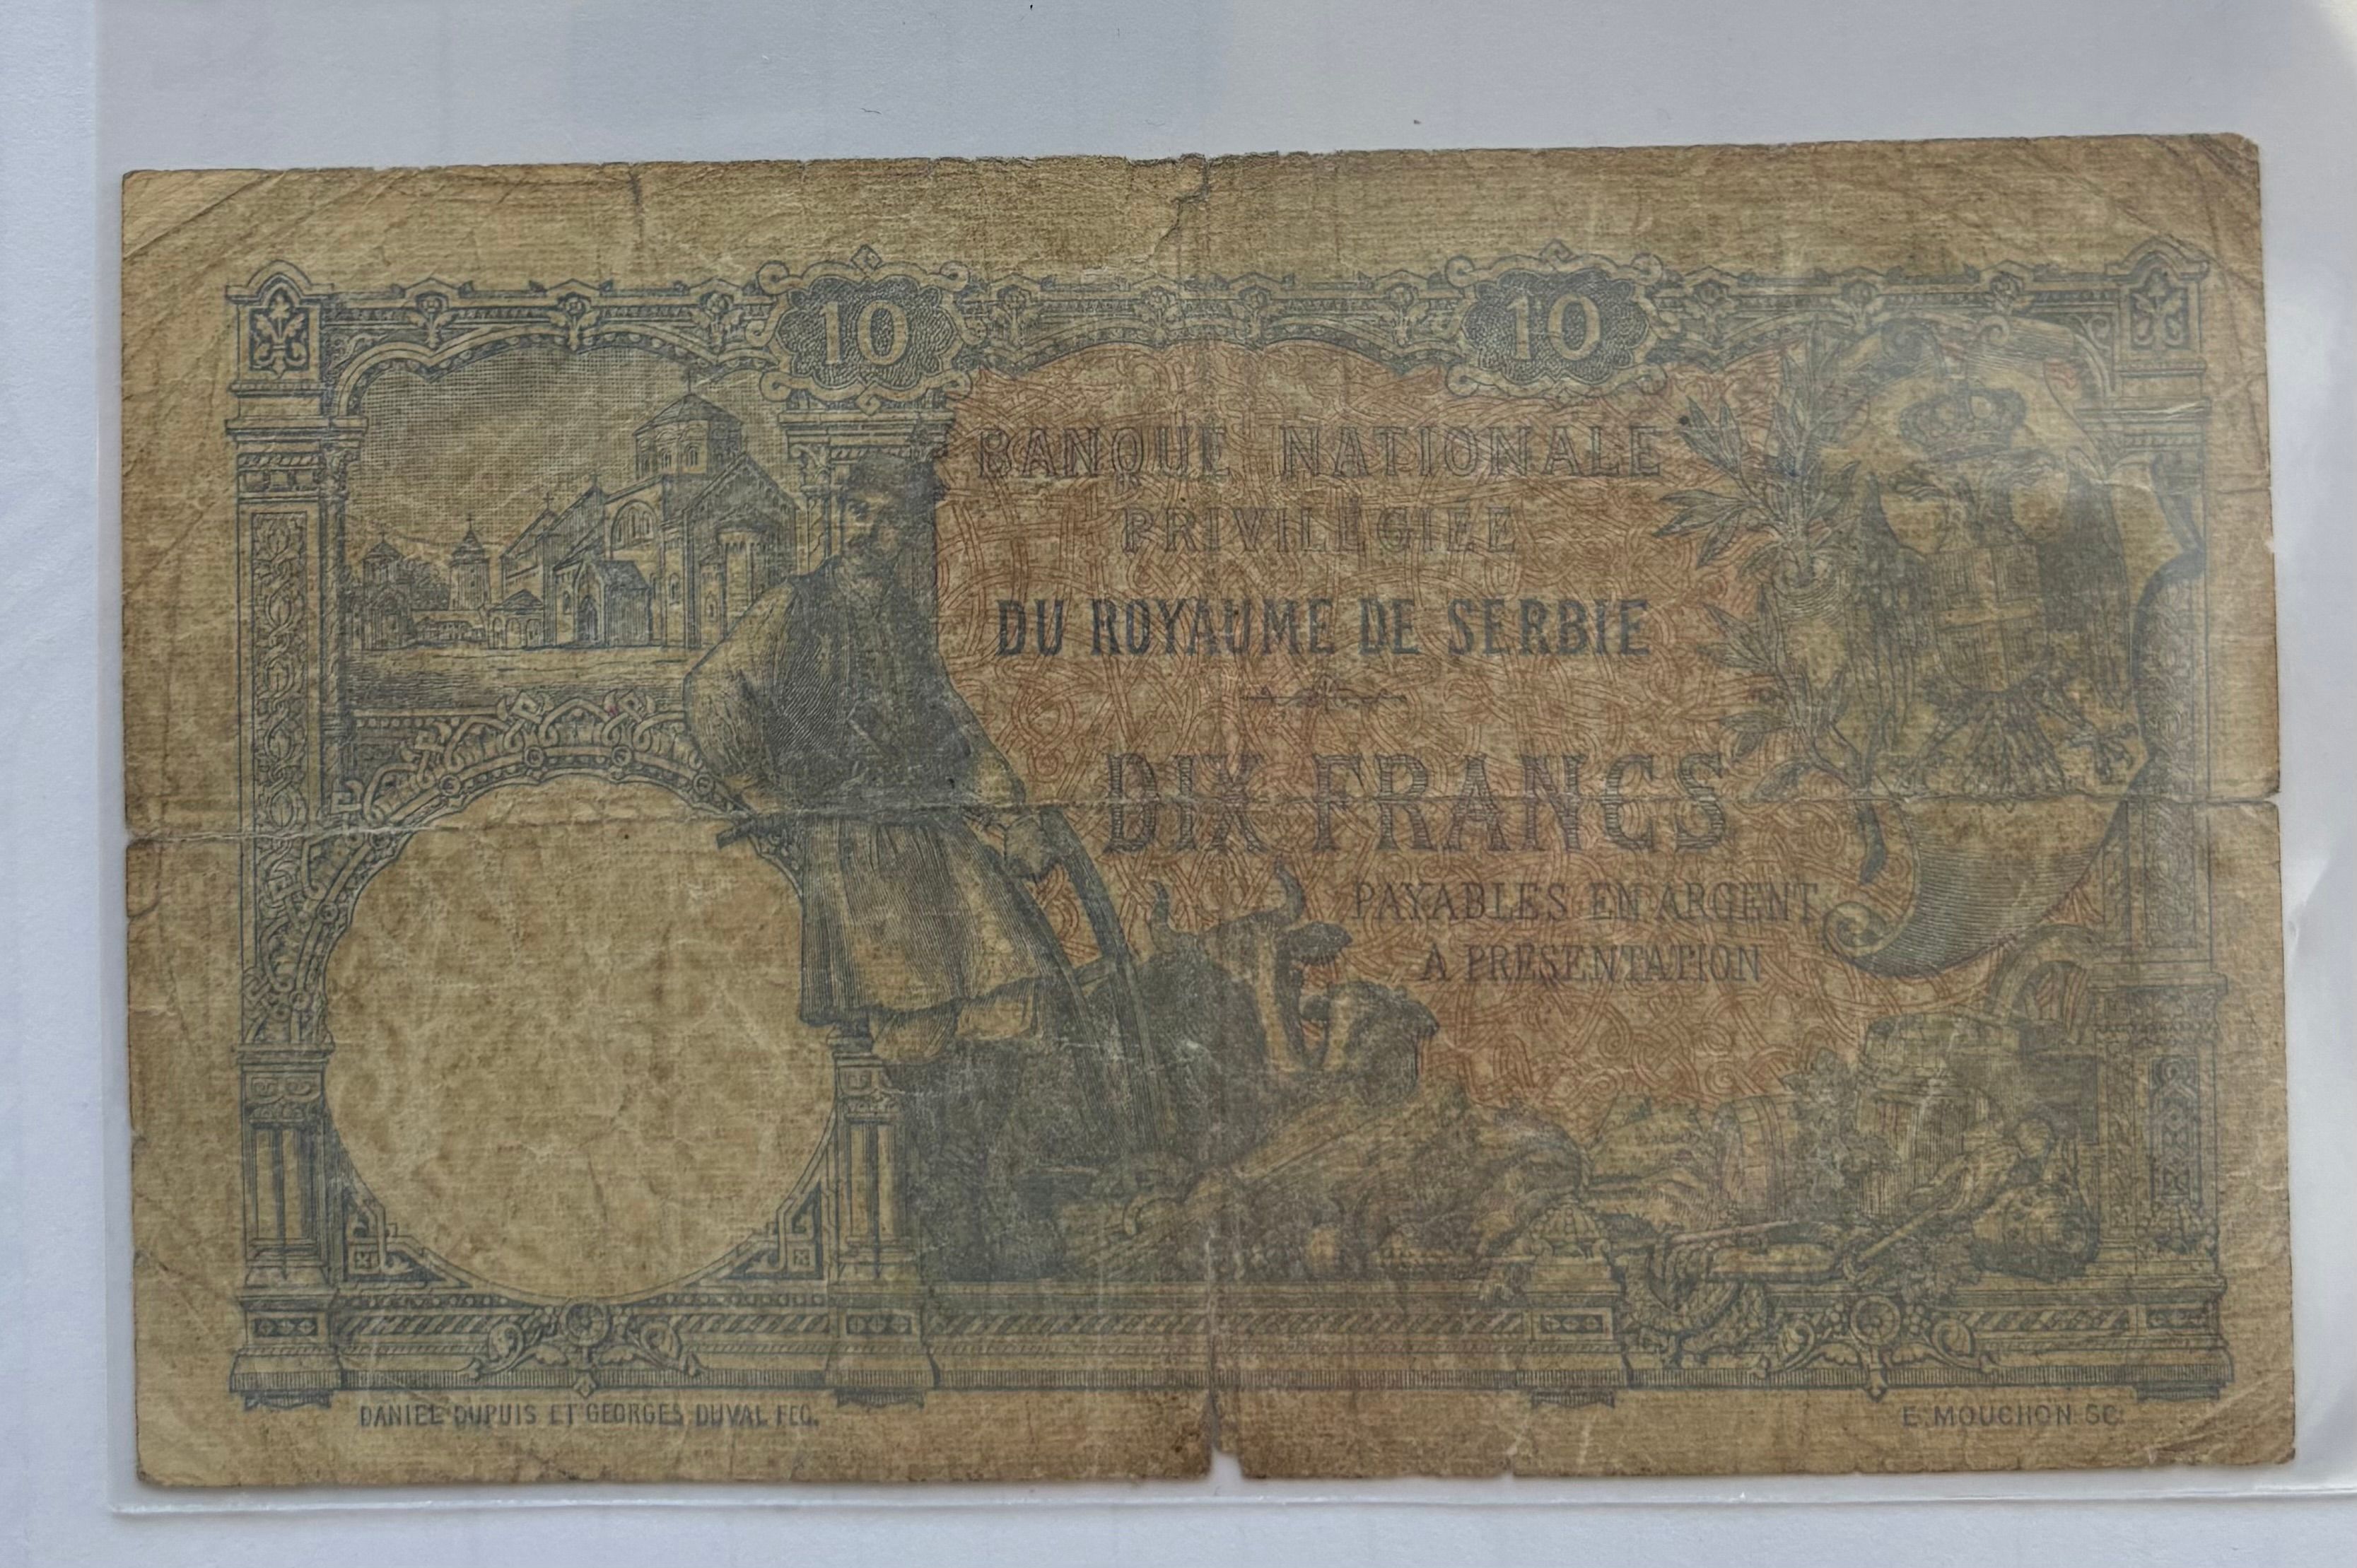 10 10
BANQUE NATIONALE
PRIVILÉGIÉE
DU ROYAUME DE SERBIE
DIX FRANCS
PAYABLES EN ARGENT
A PRÉSENTATION
DANIEL DUPUIS ET GEORGES DUVAL FEC. E. MOUCHON SC.